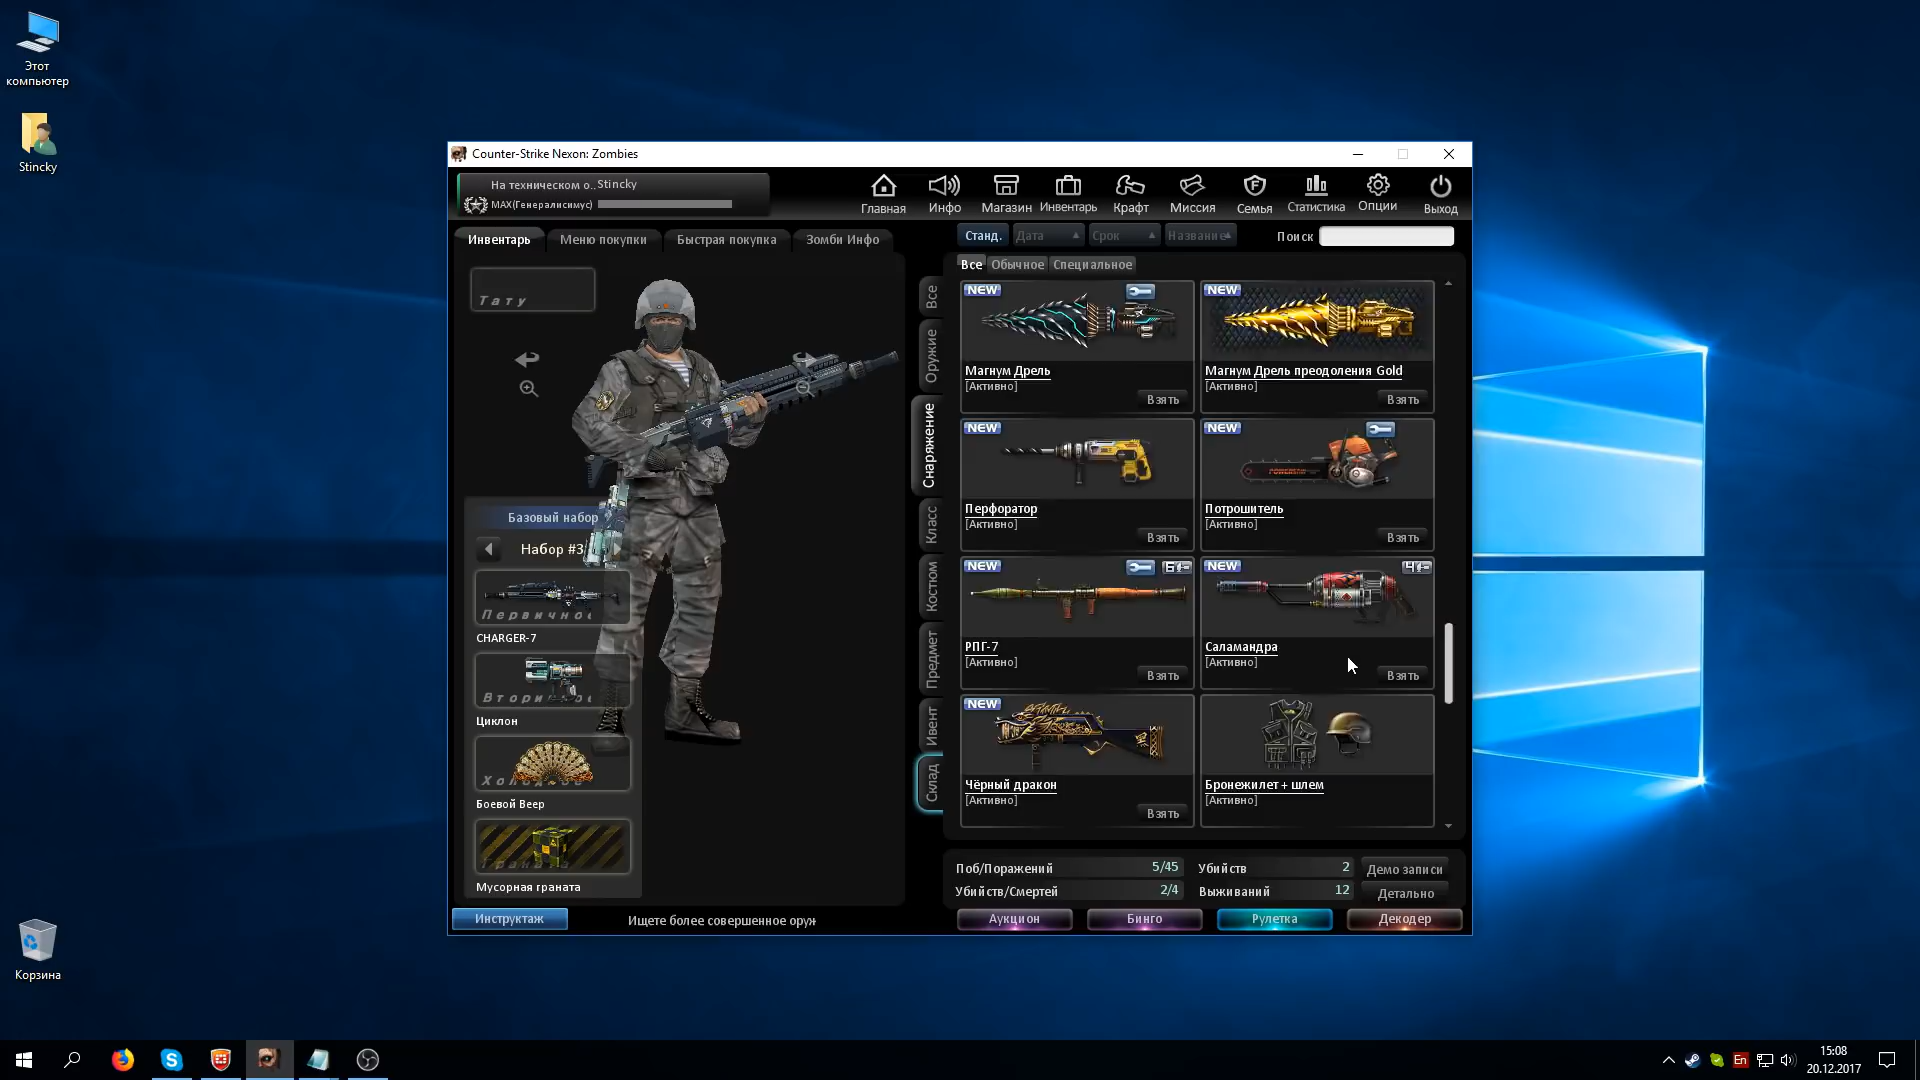 Этот
компьютер
Stincky
Корзина
Counter-Strike Nexon: Zombies
На техническом о.. Stincky
MAX(Генералисимус)
Главная
Инфо
Магазин
Инвентарь
Крафт
Миссия
Семья
Статистика
Опции
Выход
Инвентарь
Меню покупки
Быстрая покупка
Зомби Инфо
Станд.
Дата
Срок
Название
Поиск
Все
Обычное
Специальное
Тату
Базовый набор
Набор #3
Первичное
CHARGER-7
Циклон
Боевой Веер
Мусорная граната
Все
Оружие
Снаряжение
Класс
Костюм
Предмет
Ивент
Склад
NEW
Магнум Дрель
[Активно]
Взять
NEW
Магнум Дрель преодоления Gold
[Активно]
Взять
NEW
Перфоратор
[Активно]
Взять
NEW
Потрошитель
[Активно]
Взять
NEW
6
РПГ-7
[Активно]
Взять
NEW
4
Саламандра
[Активно]
Взять
NEW
Чёрный дракон
[Активно]
Взять
Бронежилет + шлем
[Активно]
Поб/Поражений 5/45
Убийств 2
Демо записи
Убийств/Смертей 2/4
Выживаний 12
Детально
Инструктаж
Ищете более совершенное оруж
Аукцион
Бинго
Рулетка
Декодер
En
15:08
20.12.2017